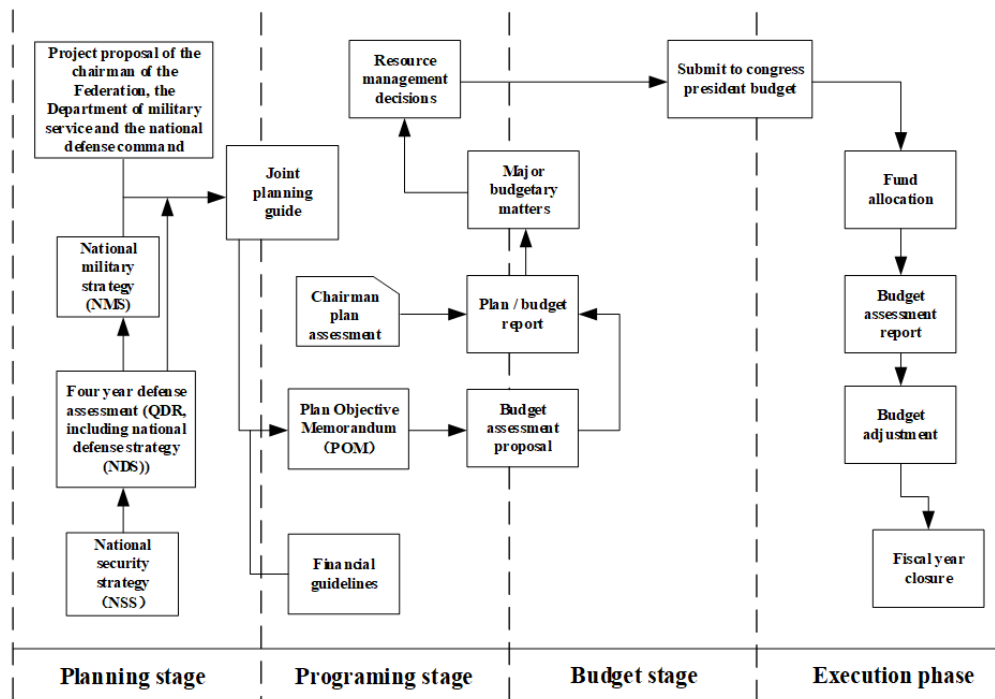 Project proposal of the
chairman of the
Federation, the
Department of military
service and the national
defense command
National
military
strategy
(NMS)
Four year defense
assessment (QDR,
including national
defense strategy
(NDS))
National
security
strategy
(NSS)
Joint
planning
guide
Resource
management
decisions
Major
budgetary
matters
Chairman
plan
assessment
Plan / budget
report
Plan Objective
Memorandum
(POM)
Budget
assessment
proposal
Financial
guidelines
Submit to congress
president budget
Fund
allocation
Budget
assessment
report
Budget
adjustment
Fiscal year
closure
Planning stage
Programing stage
Budget stage
Execution phase